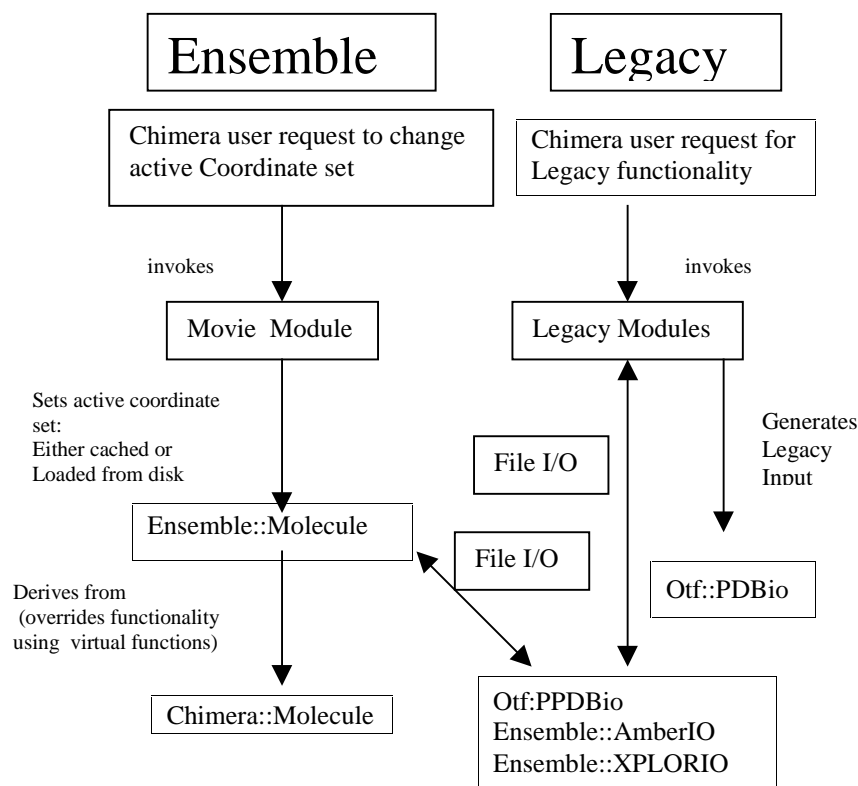 Ensemble
Legacy
Chimera user request to change
active Coordinate set
Chimera user request for
Legacy functionality
invokes
invokes
Movie Module
Legacy Modules
Sets active coordinate
set:
Either cached or
Loaded from disk
Generates
Legacy
Input
File I/O
Ensemble::Molecule
File I/O
Otf::PDBio
Derives from
(overrides functionality
using virtual functions)
Chimera::Molecule
Otf:PPDBio
Ensemble::AmberIO
Ensemble::XPLORIO